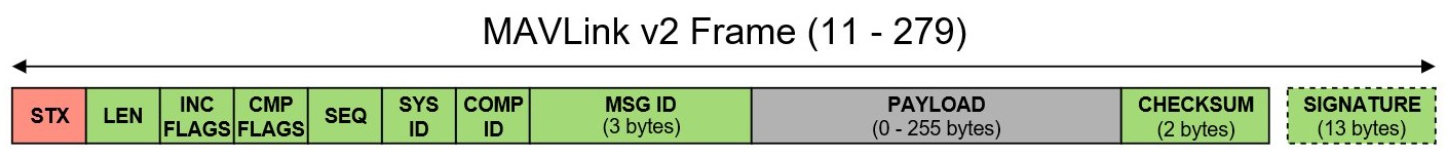 MAVLink v2 Frame (11 - 279)
STX
LEN
INC
FLAGS
CMP
FLAGS
SEQ
SYS
ID
COMP
ID
MSG ID
(3 bytes)
PAYLOAD
(0 - 255 bytes)
CHECKSUM
(2 bytes)
SIGNATURE
(13 bytes)